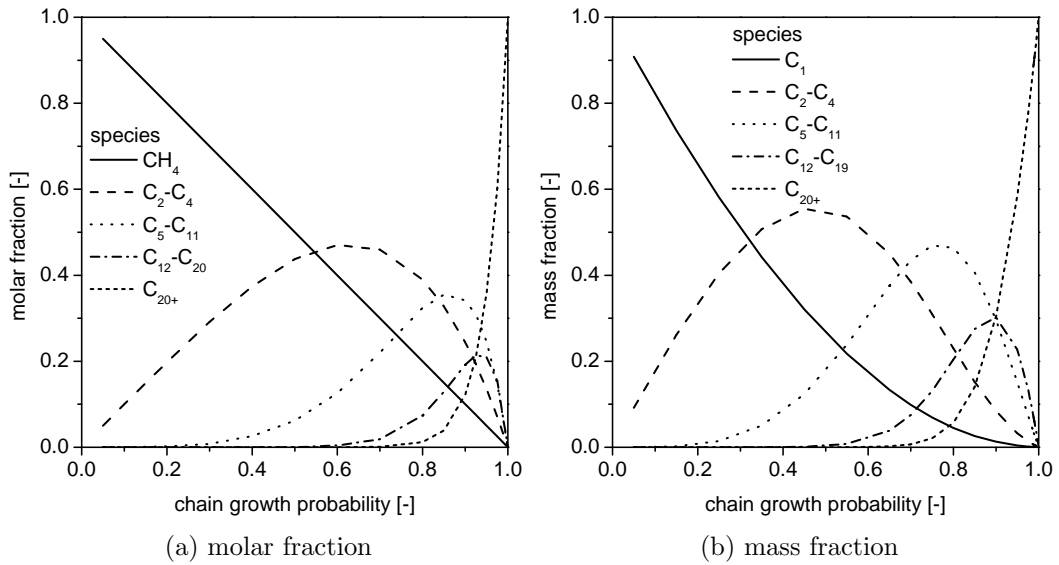 1.0
0.8
0.6
0.4
0.2
0.0
molar fraction [-]
species
CH4
C2-C4
C5-C11
C12-C20
C20+
0.0 0.2 0.4 0.6 0.8 1.0
chain growth probability [-]
(a) molar fraction
1.0
0.8
0.6
0.4
0.2
0.0
mass fraction [-]
species
C1
C2-C4
C5-C11
C12-C19
C20+
0.0 0.2 0.4 0.6 0.8 1.0
chain growth probability [-]
(b) mass fraction